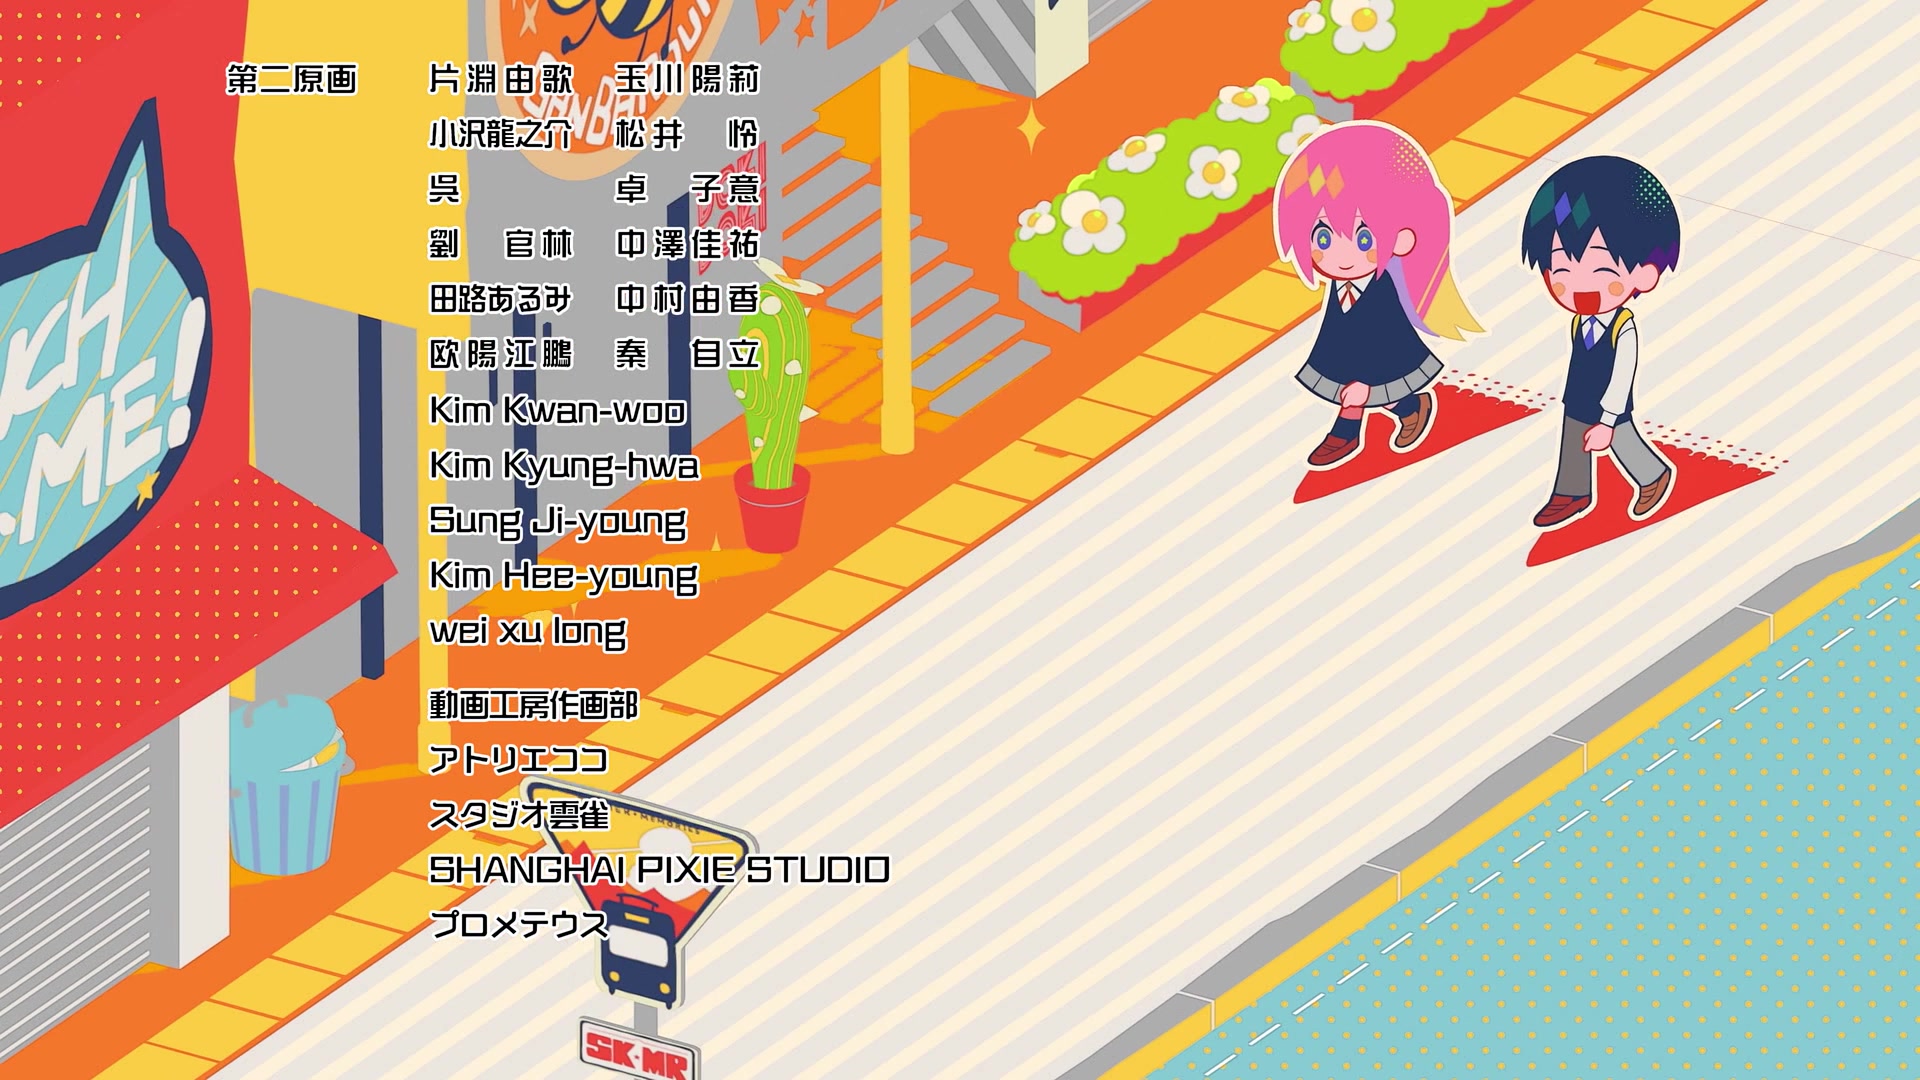 第二原画 片淵由歌 玉川陽莉
小沢龍之介 松井 怜
呉 卓 子意
劉 官林 中澤佳祐
田路あるみ 中村由香
欧陽江鵬 秦 自立
Kim Kwan-woo
Kim Kyung-hwa
Sung Ji-young
Kim Hee-young
wei xu long
動画工房作画部
アトリエココ
スタジオ雲雀
SHANGHAI PIXIE STUDIO
プロメテウス
ME!
SK·MR